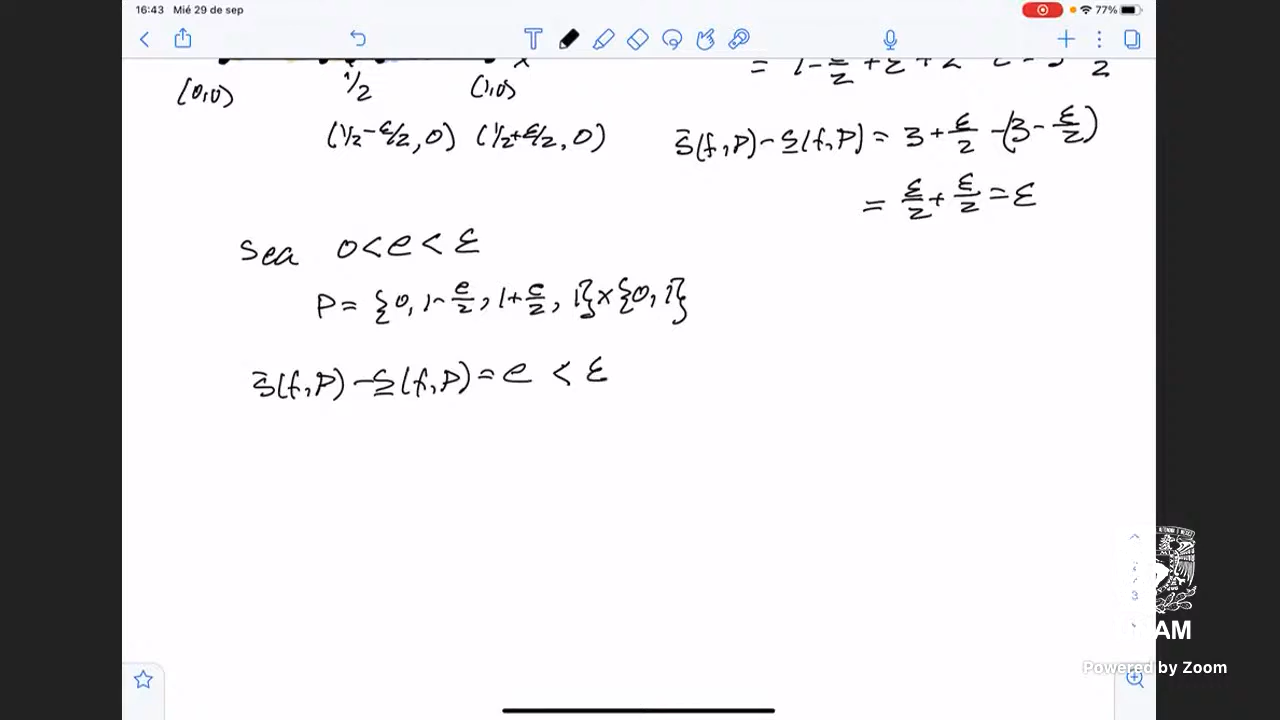 16:43 Mié 29 de sep
77%
(0,0)
1/2
(1,0)
x
(1/2-ε/2, 0) (1/2+ε/2, 0)
S̄(f,P)-S̲(f,P) = 3+ε/2-(3-ε/2)
= ε/2+ε/2=ε
Sea 0<e<ε
P= {0, 1-e/2, 1+e/2, 1}x{0,1}
S̄(f,P)-S̲(f,P)=e < ε
Powered by Zoom